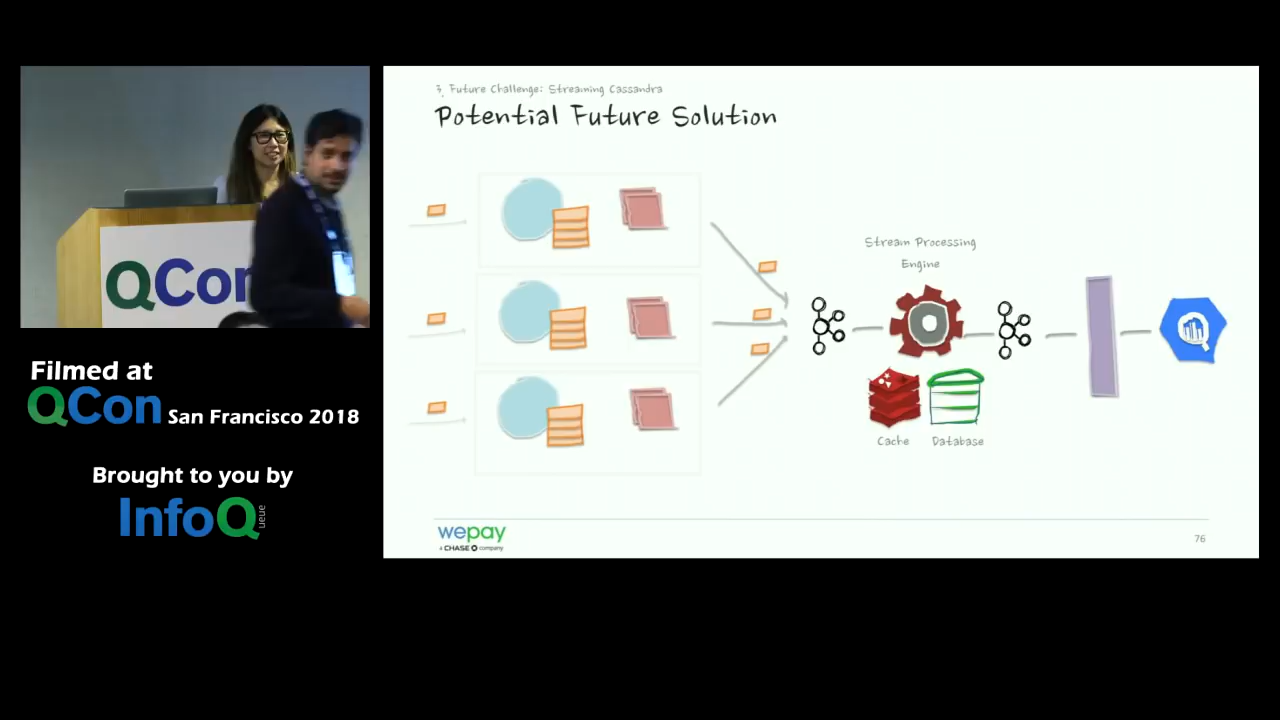 3. Future Challenge: Streaming Cassandra
Potential Future Solution
Stream Processing
Engine
Cache
Database
wepay
a CHASE company
76
QCon
Filmed at
QCon San Francisco 2018
Brought to you by
InfoQ
ueue